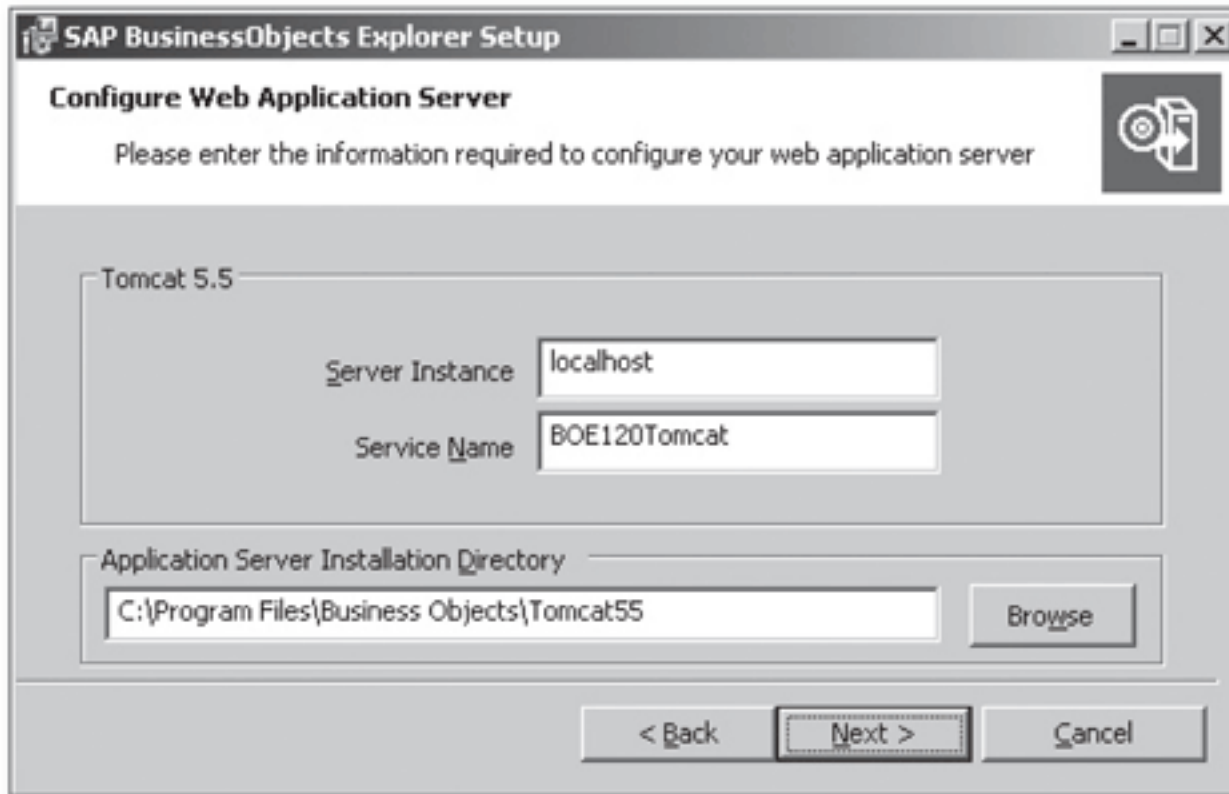 SAP BusinessObjects Explorer Setup
Configure Web Application Server
Please enter the information required to configure your web application server
Tomcat 5.5
Server Instance localhost
Service Name BOE120Tomcat
Application Server Installation Directory
C:\Program Files\Business Objects\Tomcat55 Browse
< Back Next > Cancel